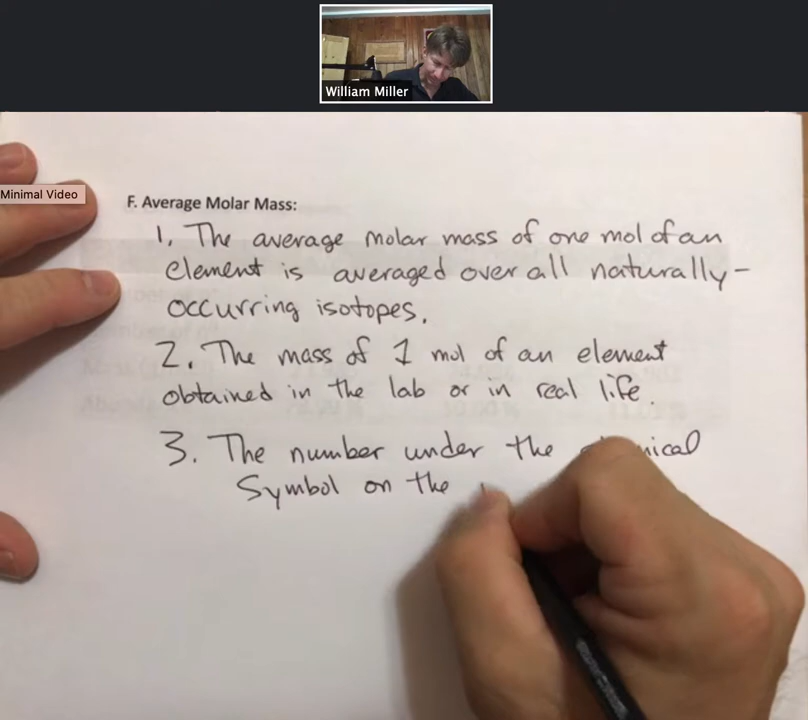 William Miller
Minimal Video
F. Average Molar Mass:
1. The average molar mass of one mol of an
element is averaged over all naturally-
occurring isotopes.
2. The mass of 1 mol of an element
obtained in the lab or in real life.
3. The number under the
symbol on the